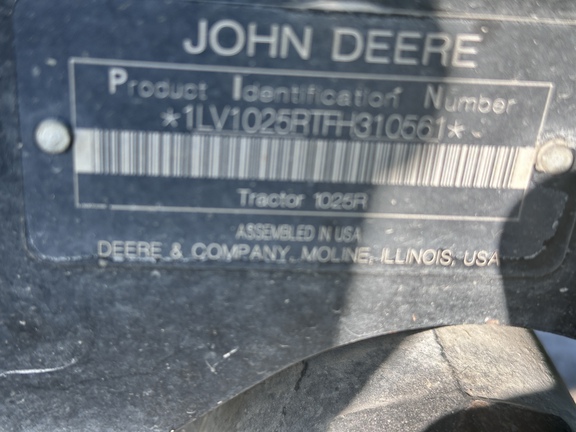 JOHN DEERE
Product Identification Number
*1LV1025RTFH310561*
Tractor 1025R
ASSEMBLED IN USA
DEERE & COMPANY, MOLINE, ILLINOIS, USA